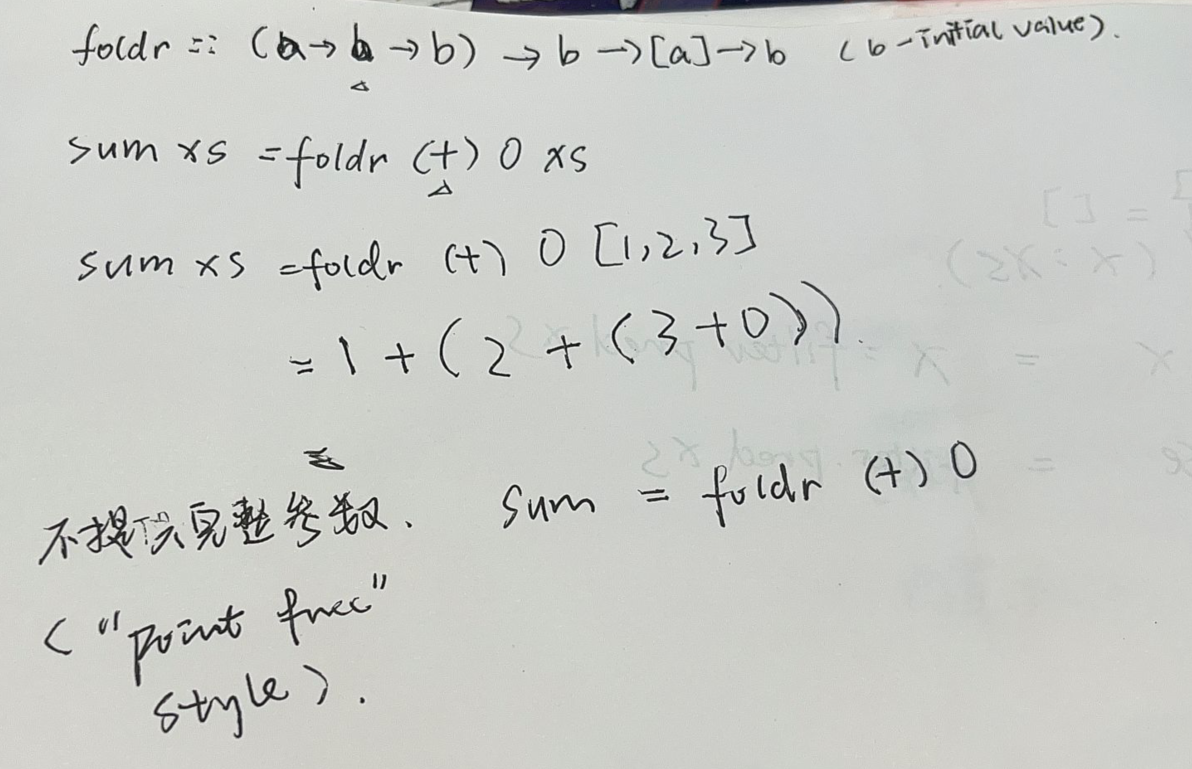 foldr :: (a → b → b) → b → [a] → b (b - initial value).
sum xs = foldr (+) 0 xs
sum xs = foldr (+) 0 [1,2,3]
= 1 + (2 + (3+0)).
不提供完整参数. sum = foldr (+) 0
("point free"
style).